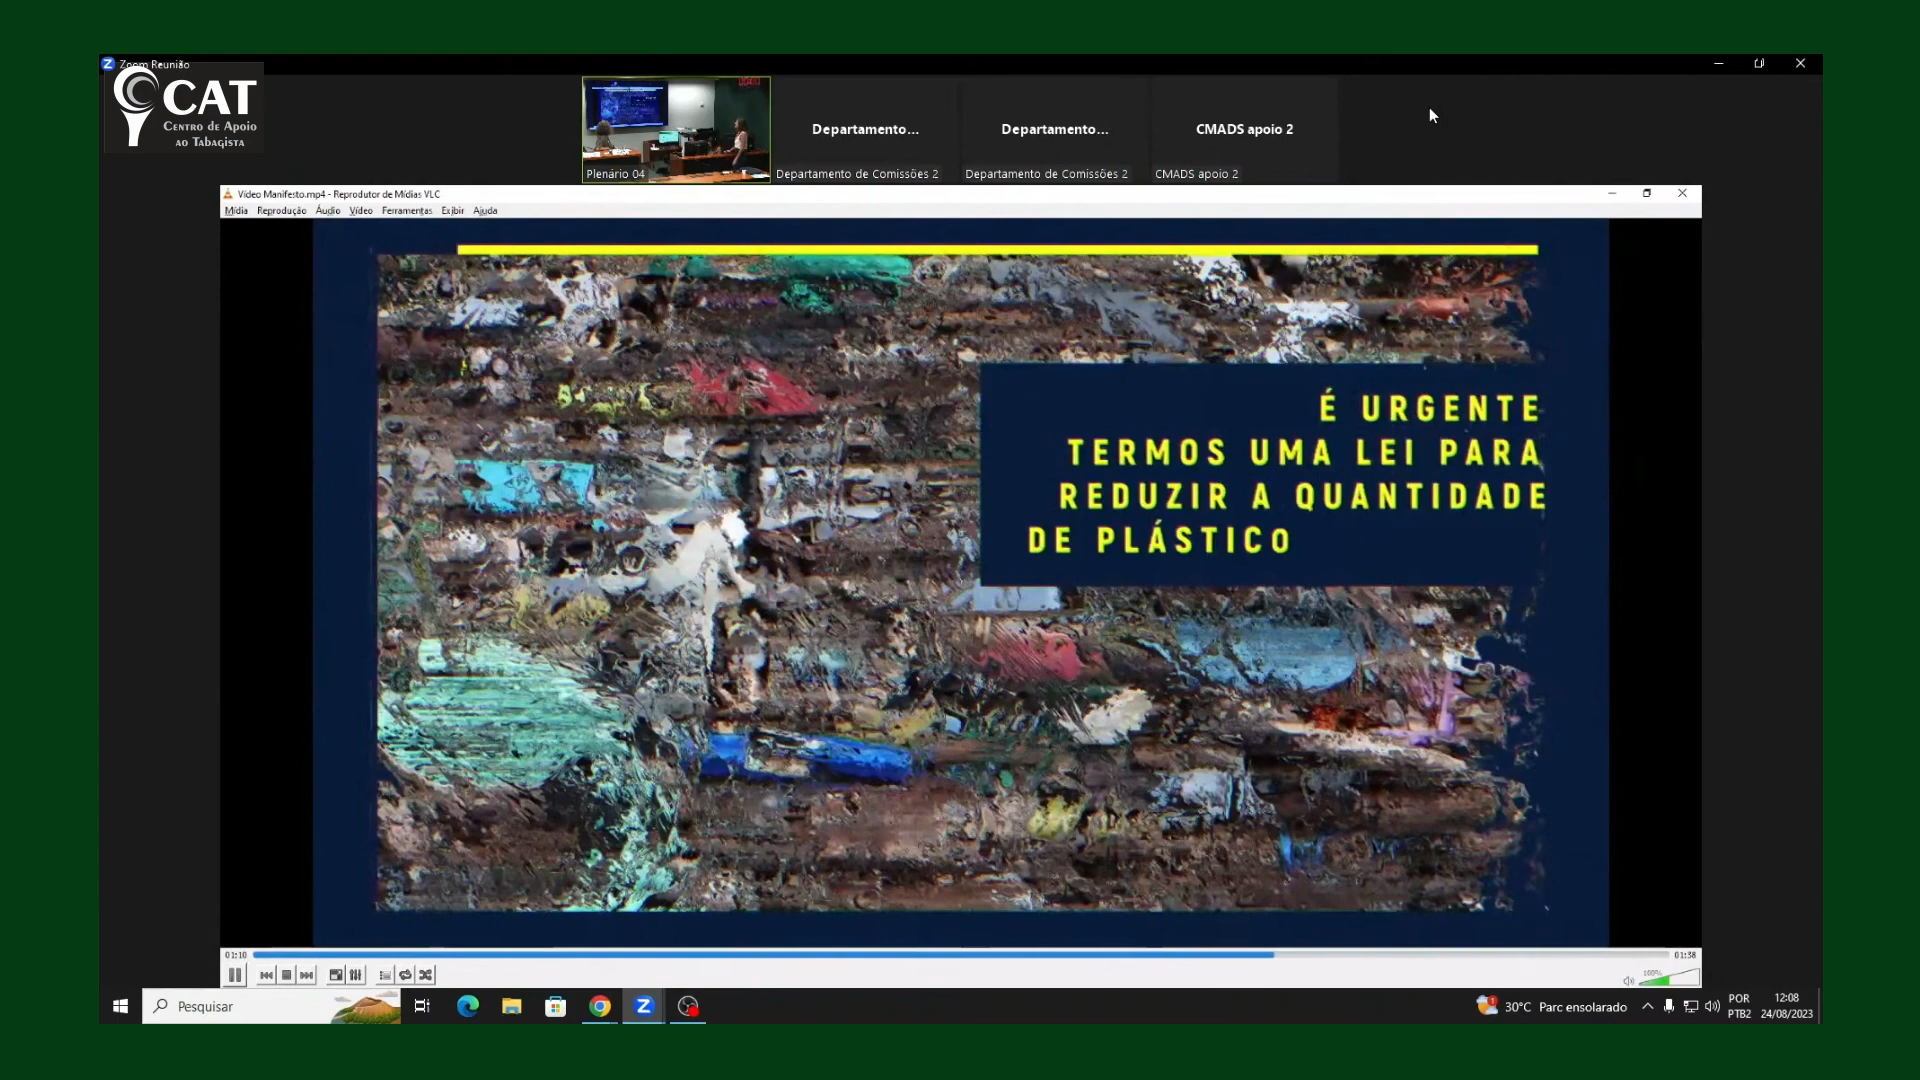 Zoom Reunião
CAT
CENTRO DE APOIO
AO TABAGISTA
Plenário 04
Departamento...
Departamento de Comissões 2
Departamento...
Departamento de Comissões 2
CMADS apoio 2
CMADS apoio 2
Vídeo Manifesto.mp4 - Reprodutor de Mídias VLC
Mídia Reprodução Áudio Vídeo Ferramentas Exibir Ajuda
É URGENTE
TERMOS UMA LEI PARA
REDUZIR A QUANTIDADE
DE PLÁSTICO
01:10
01:38
100%
Pesquisar
30°C Parc ensolarado
POR
PTB2
12:08
24/08/2023